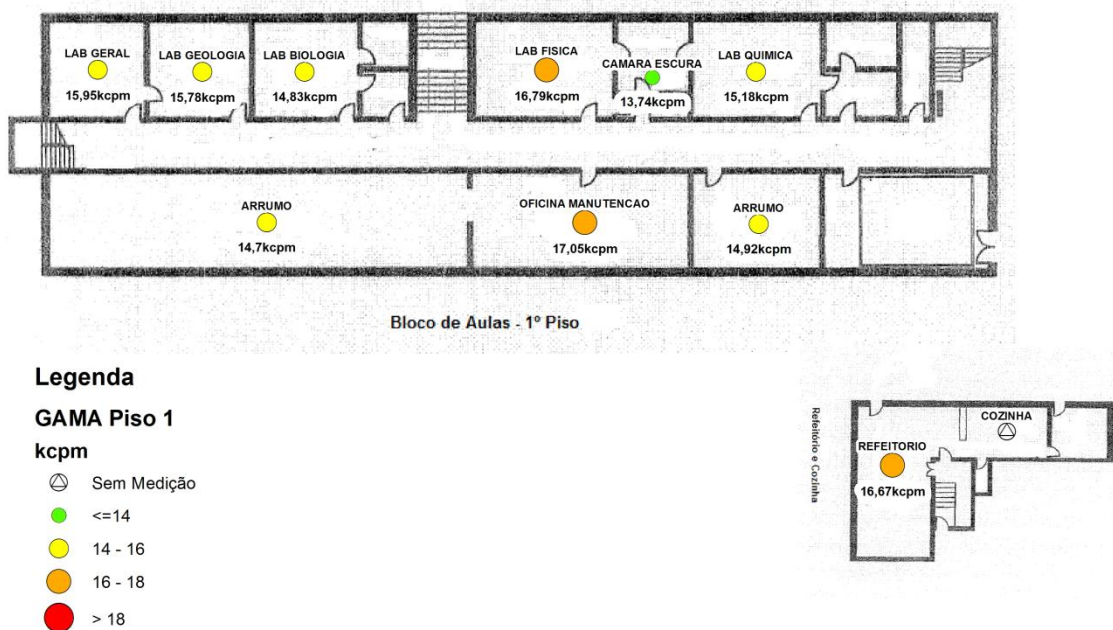 LAB GERAL
15,95kcpm
LAB GEOLOGIA
15,78kcpm
LAB BIOLOGIA
14,83kcpm
LAB FISICA
16,79kcpm
CAMARA ESCURA
13,74kcpm
LAB QUIMICA
15,18kcpm
ARRUMO
14,7kcpm
OFICINA MANUTENCAO
17,05kcpm
ARRUMO
14,92kcpm
Bloco de Aulas - 1º Piso
Legenda
GAMA Piso 1
kcpm
Sem Medição
<=14
14 - 16
16 - 18
> 18
Refeitório e Cozinha
COZINHA
REFEITORIO
16,67kcpm